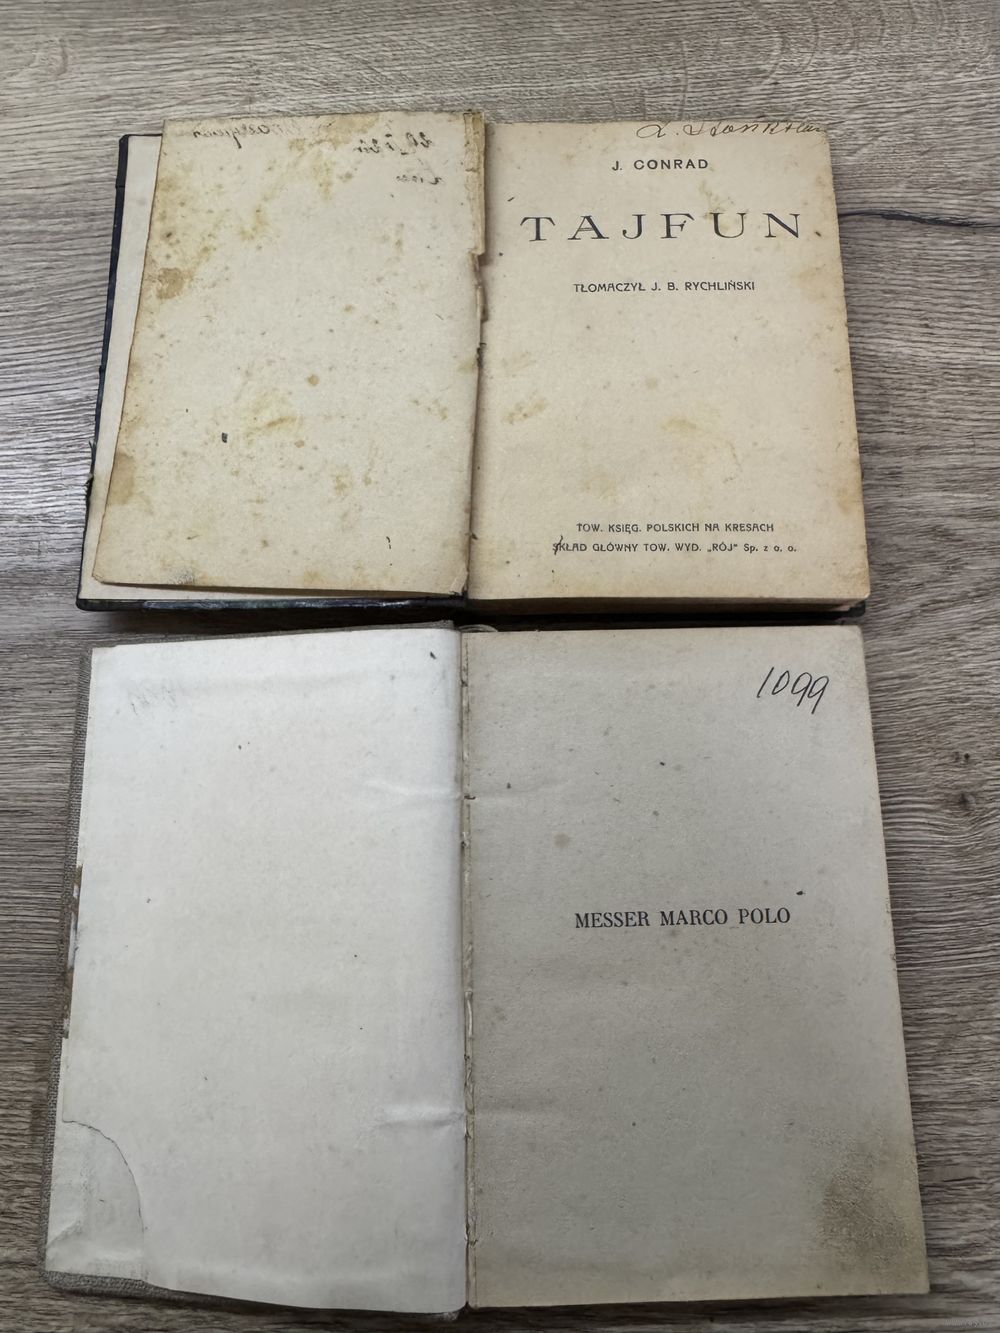 J. CONRAD
TAJFUN
TŁOMACZYŁ J. B. RYCHLIŃSKI
TOW. KSIĘG. POLSKICH NA KRESACH
SKŁAD GŁÓWNY TOW. WYD. „RÓJ" Sp. z o. o.
1099
MESSER MARCO POLO